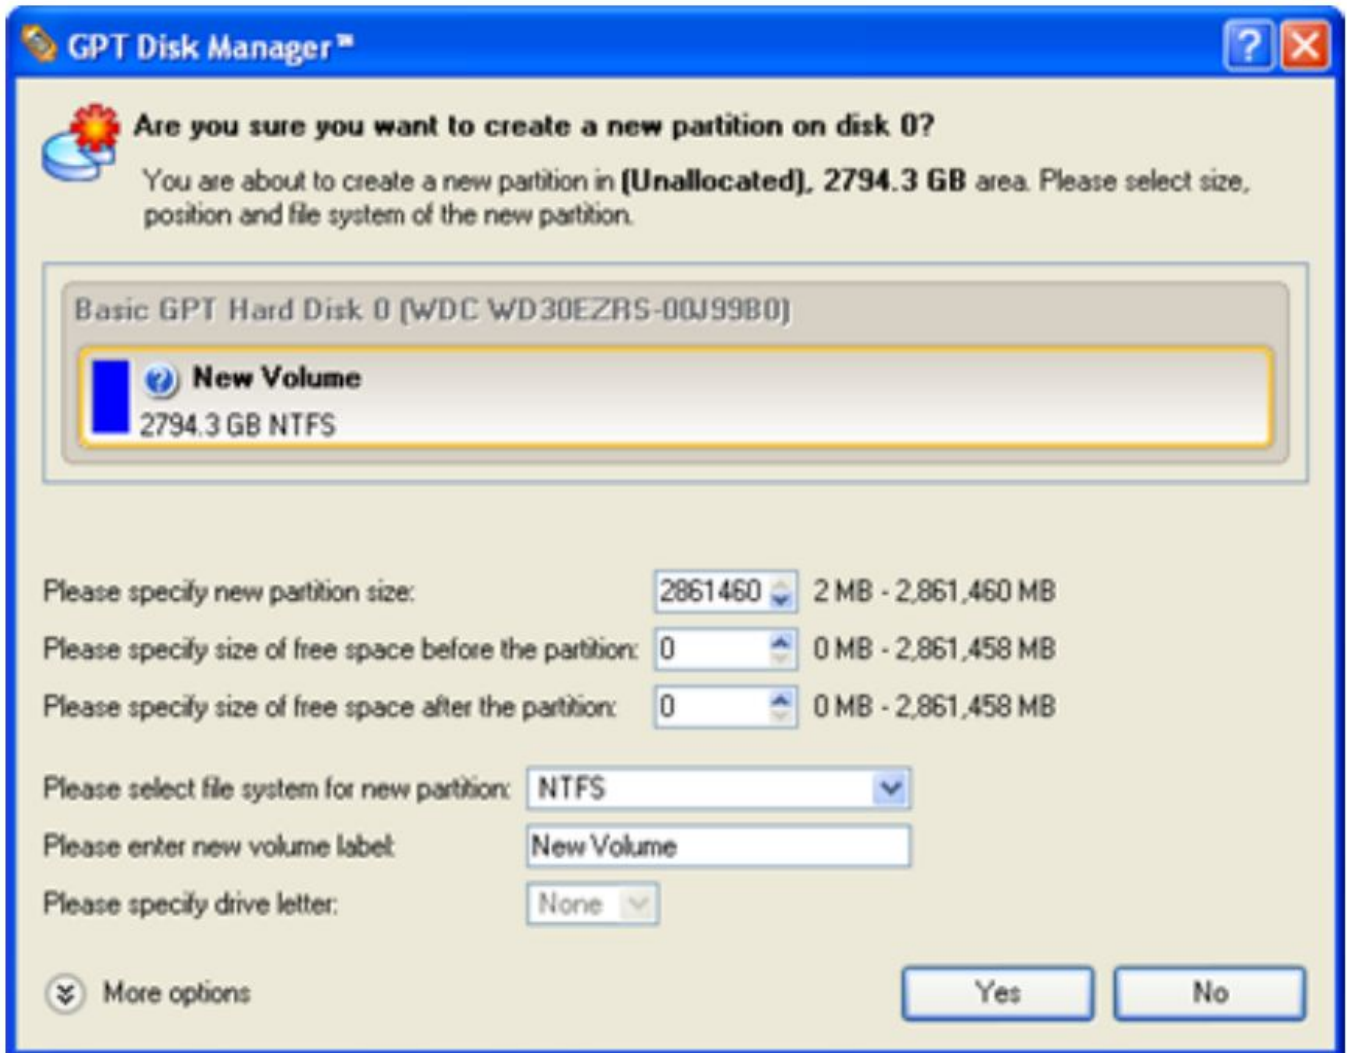 GPT Disk Manager™
Are you sure you want to create a new partition on disk 0?
You are about to create a new partition in (Unallocated), 2794.3 GB area. Please select size,
position and file system of the new partition.
Basic GPT Hard Disk 0 (WDC WD30EZRS-00J99B0)
New Volume
2794.3 GB NTFS
Please specify new partition size: 2861460 2 MB - 2,861,460 MB
Please specify size of free space before the partition: 0 0 MB - 2,861,458 MB
Please specify size of free space after the partition: 0 0 MB - 2,861,458 MB
Please select file system for new partition: NTFS
Please enter new volume label: New Volume
Please specify drive letter: None
More options
Yes No